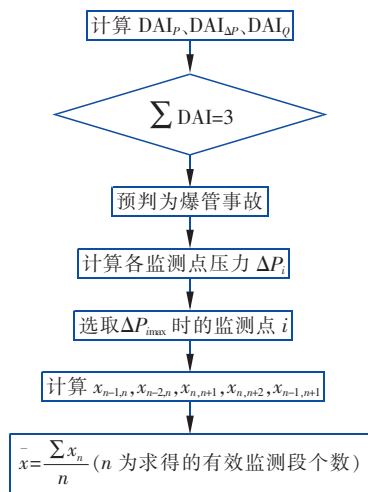 计算 DAI_P、DAI_ΔP、DAI_Q
∑ DAI=3
预判为爆管事故
计算各监测点压力 ΔP_i
选取ΔP_imax 时的监测点 i
计算 x_{n-1,n},x_{n-2,n},x_{n,n+1},x_{n,n+2},x_{n-1,n+1}
x̄=∑x_n/n(n 为求得的有效监测段个数)